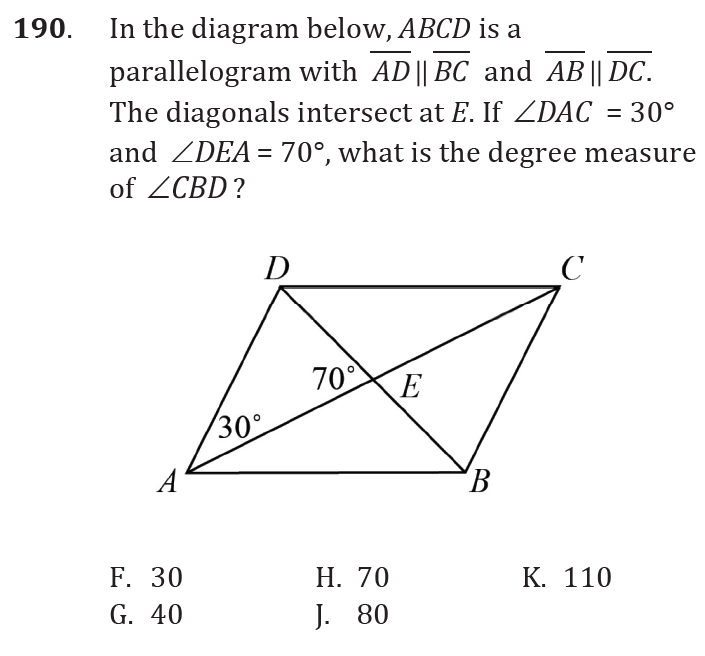 190. In the diagram below, ABCD is a
parallelogram with AD || BC and AB || DC.
The diagonals intersect at E. If ∠DAC = 30°
and ∠DEA = 70°, what is the degree measure
of ∠CBD?
D C
70° E
30°
A B
F. 30 H. 70 K. 110
G. 40 J. 80